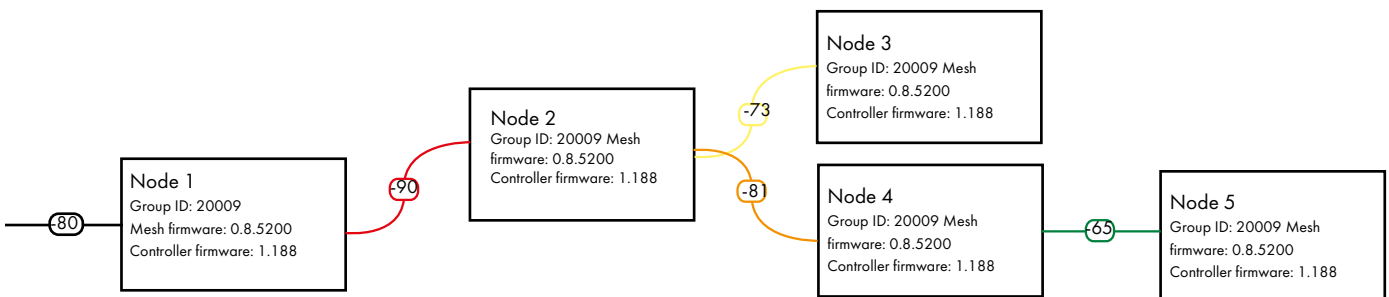 -80
Node 1
Group ID: 20009
Mesh firmware: 0.8.5200
Controller firmware: 1.188
-90
Node 2
Group ID: 20009 Mesh
firmware: 0.8.5200
Controller firmware: 1.188
-73
Node 3
Group ID: 20009 Mesh
firmware: 0.8.5200
Controller firmware: 1.188
-81
Node 4
Group ID: 20009 Mesh
firmware: 0.8.5200
Controller firmware: 1.188
-65
Node 5
Group ID: 20009 Mesh
firmware: 0.8.5200
Controller firmware: 1.188